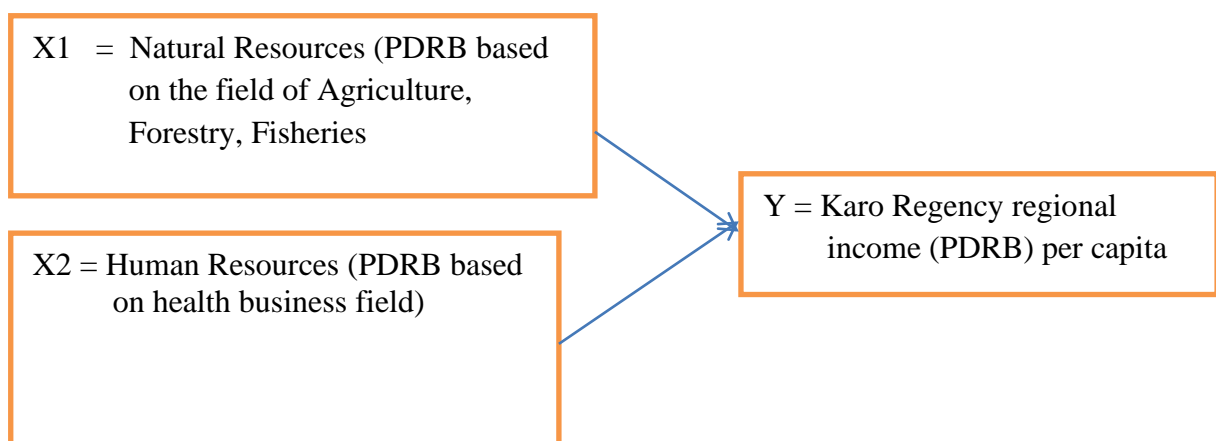 X1 = Natural Resources (PDRB based
on the field of Agriculture,
Forestry, Fisheries
X2 = Human Resources (PDRB based
on health business field)
Y = Karo Regency regional
income (PDRB) per capita